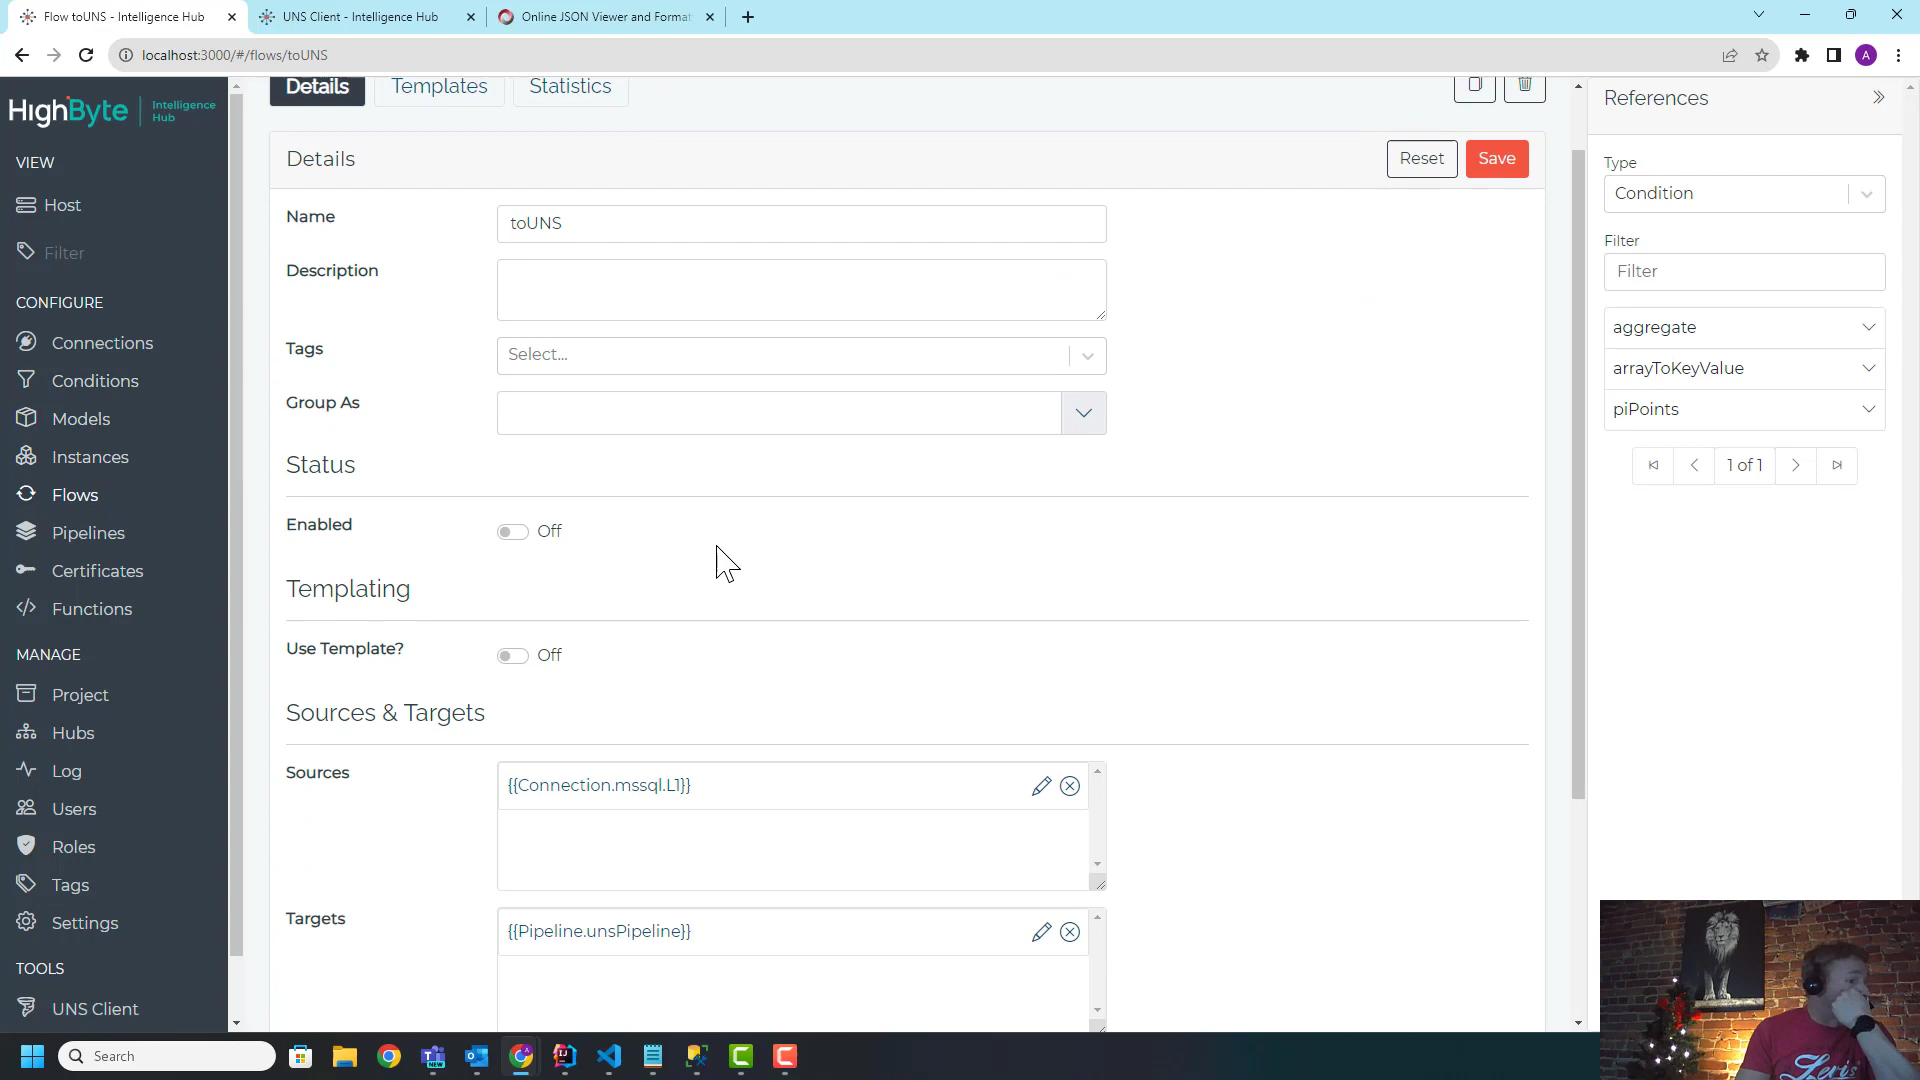 Flow toUNS - Intelligence Hub
UNS Client - Intelligence Hub
Online JSON Viewer and Format
localhost:3000/#/flows/toUNS
A
HighByte
Intelligence
Hub
VIEW
Host
Filter
CONFIGURE
Connections
Conditions
Models
Instances
Flows
Pipelines
Certificates
Functions
MANAGE
Project
Hubs
Log
Users
Roles
Tags
Settings
TOOLS
UNS Client
Details
Templates
Statistics
Details
Reset
Save
Name
toUNS
Description
Tags
Select...
Group As
Status
Enabled
Off
Templating
Use Template?
Off
Sources & Targets
Sources
{{Connection.mssql.L1}}
Targets
{{Pipeline.unsPipeline}}
References
Type
Condition
Filter
Filter
aggregate
arrayToKeyValue
piPoints
1 of 1
Search
NEW